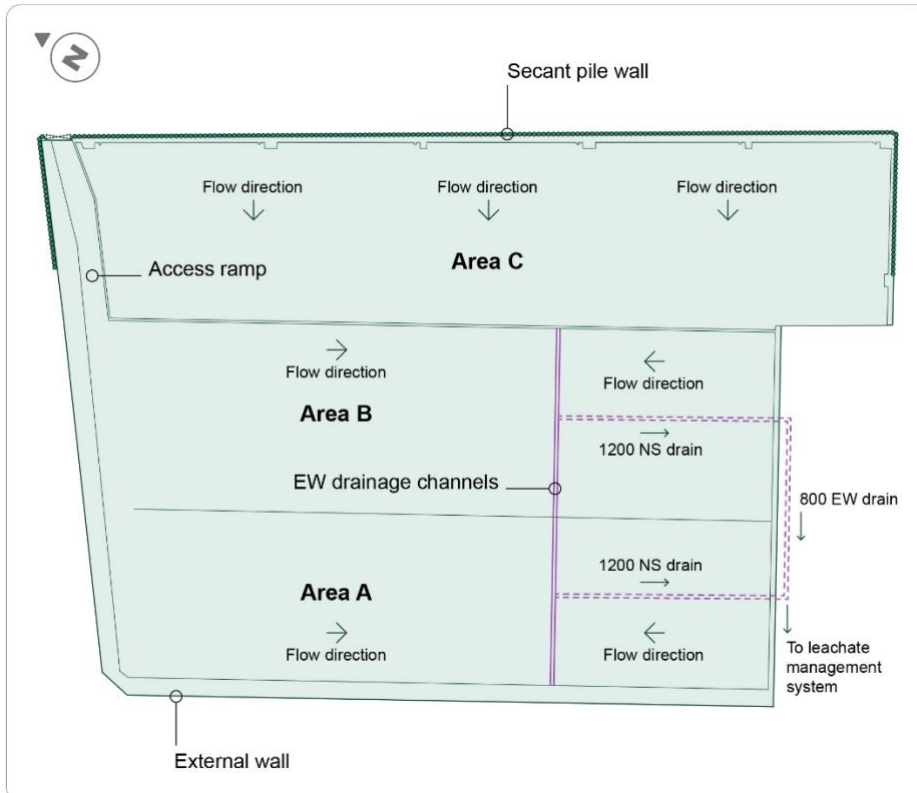 N
Secant pile wall
Flow direction
Flow direction
Flow direction
Area C
Access ramp
Flow direction
Flow direction
Area B
1200 NS drain
EW drainage channels
800 EW drain
1200 NS drain
Area A
Flow direction
Flow direction
To leachate
management
system
External wall